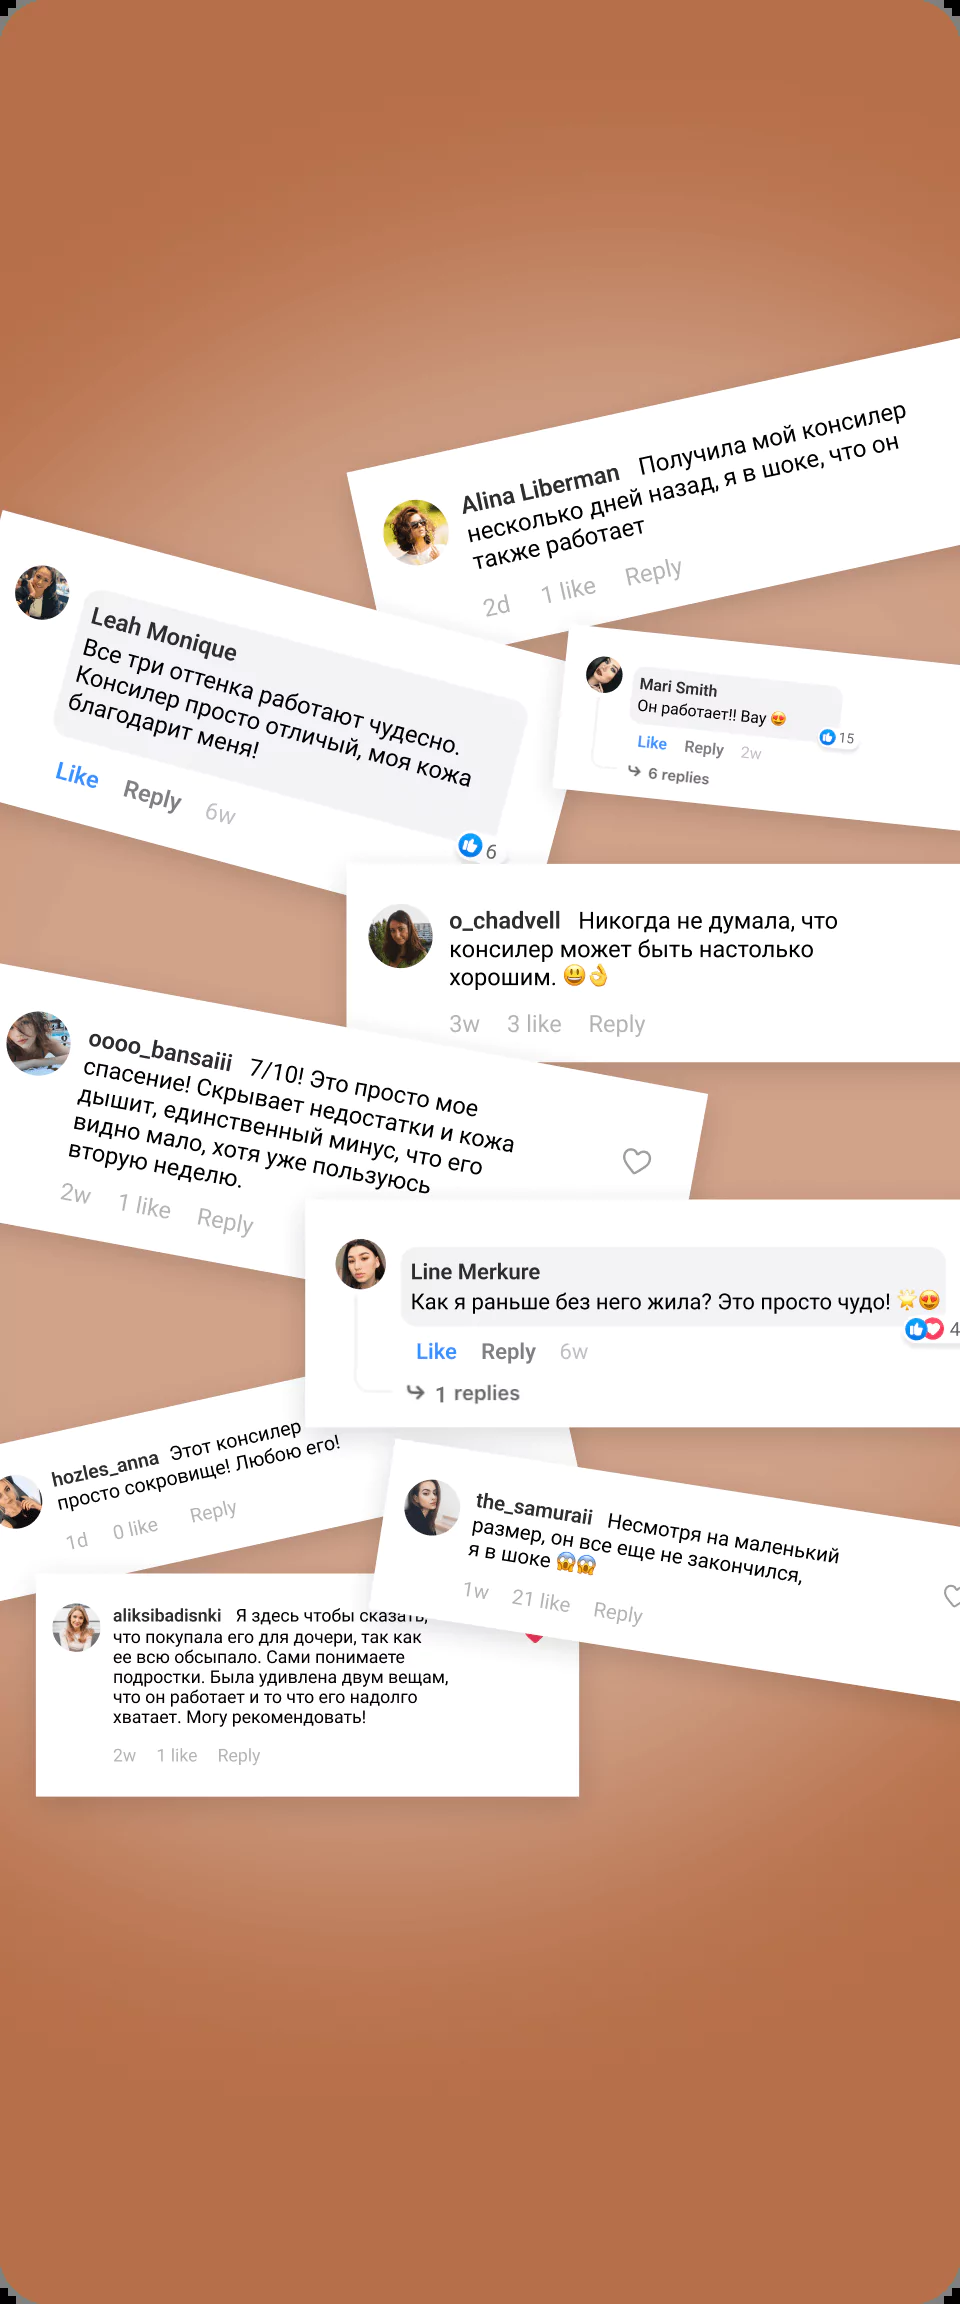 Alina Liberman Получила мой консилер
несколько дней назад, я в шоке, что он
также работает
2d 1 like Reply
Leah Monique
Все три оттенка работают чудесно.
Консилер просто отличый, моя кожа
благодарит меня!
Like Reply 6w
6
Mari Smith
Он работает!! Вау 😍
15
Like Reply 2w
6 replies
o_chadvell Никогда не думала, что
консилер может быть настолько
хорошим. 😃👌
3w 3 like Reply
oooo_bansaiii 7/10! Это просто мое
спасение! Скрывает недостатки и кожа
дышит, единственный минус, что его
видно мало, хотя уже пользуюсь
вторую неделю.
2w 1 like Reply
Line Merkure
Как я раньше без него жила? Это просто чудо! 🌟😍
4
Like Reply 6w
1 replies
hozles_anna Этот консилер
просто сокровище! Любою его!
1d 0 like Reply
the_samuraii Несмотря на маленький
размер, он все еще не закончился,
я в шоке 😱😱
1w 21 like Reply
aliksibadisnki Я здесь чтобы сказать,
что покупала его для дочери, так как
ее всю обсыпало. Сами понимаете
подростки. Была удивлена двум вещам,
что он работает и то что его надолго
хватает. Могу рекомендовать!
2w 1 like Reply